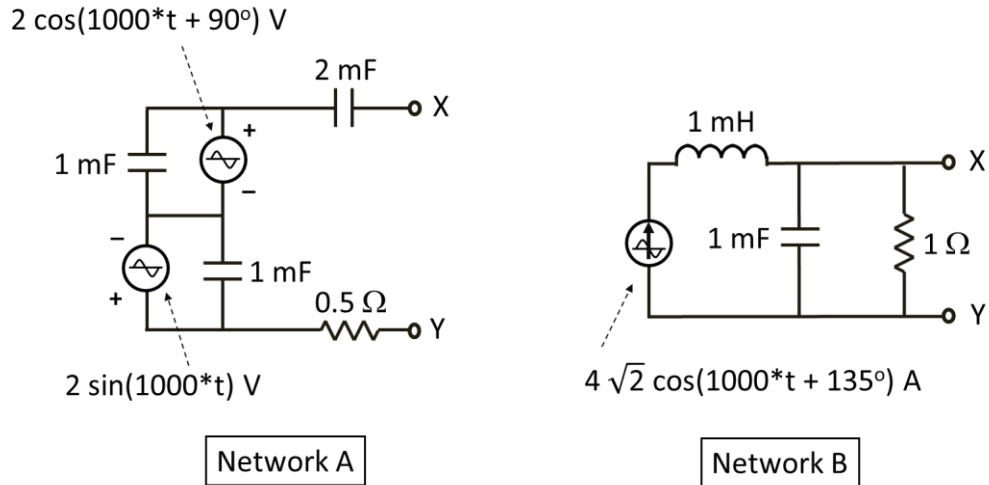 2 cos(1000*t + 90°) V
2 mF
X
+
1 mF
−
−
1 mF
+
0.5 Ω
Y
2 sin(1000*t) V
Network A
1 mH
X
1 mF
1 Ω
Y
4 √2 cos(1000*t + 135°) A
Network B